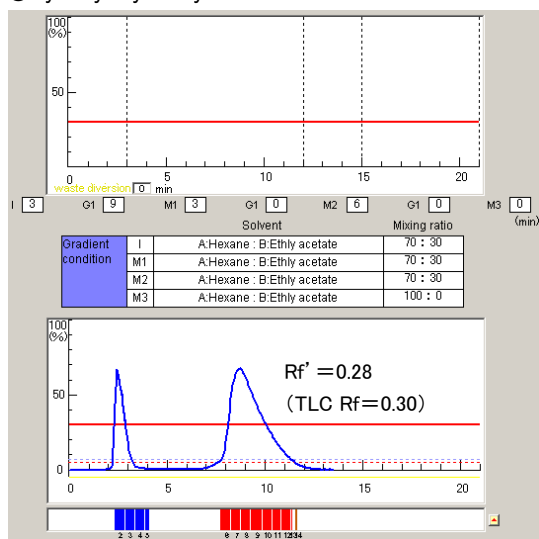 100
(%)
50
0 5 10 15 20
waste diversion 0 min
I 3 G1 9 M1 3 G1 0 M2 6 G1 0 M3 0
(min)
Solvent Mixing ratio
Gradient condition I A:Hexane : B:Ethly acetate 70 : 30
M1 A:Hexane : B:Ethly acetate 70 : 30
M2 A:Hexane : B:Ethly acetate 70 : 30
M3 A:Hexane : B:Ethly acetate 100 : 0
100
(%)
Rf' =0.28
50
(TLC Rf=0.30)
0
0 5 10 15 20
2 3 4 5 6 7 8 9 10 11 12 13 14